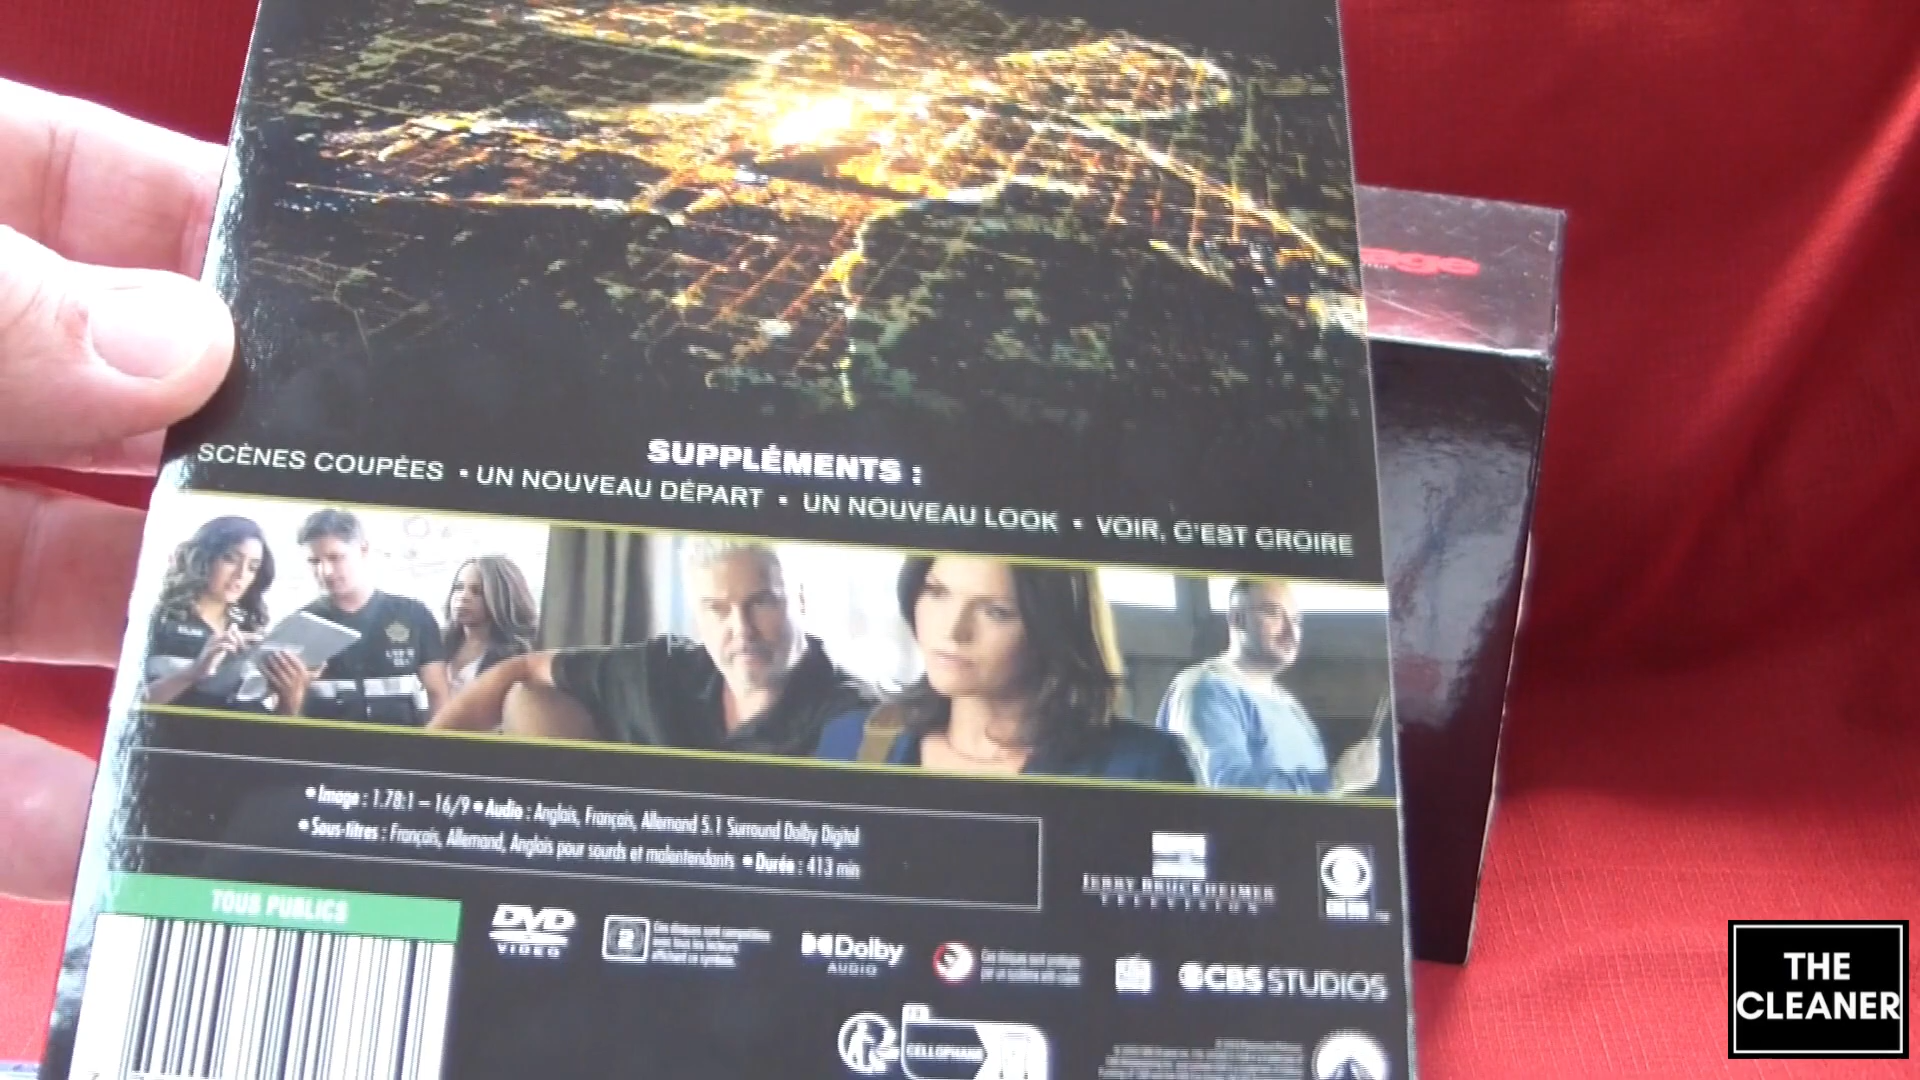 SUPPLÉMENTS :
SCÈNES COUPÉES • UN NOUVEAU DÉPART • UN NOUVEAU LOOK • VOIR, C'EST CROIRE
• Image : 1.78:1 – 16/9 • Audio : Anglais, Français, Allemand 5.1 Surround Dolby Digital
• Sous-titres : Français, Allemand, Anglais pour sourds et malentendants • Durée : 413 min
TOUS PUBLICS
DVD
VIDEO
2
Dolby
AUDIO
JERRY BRUCKHEIMER
TELEVISION
CBS STUDIOS
CELLOPHANE
THE
CLEANER